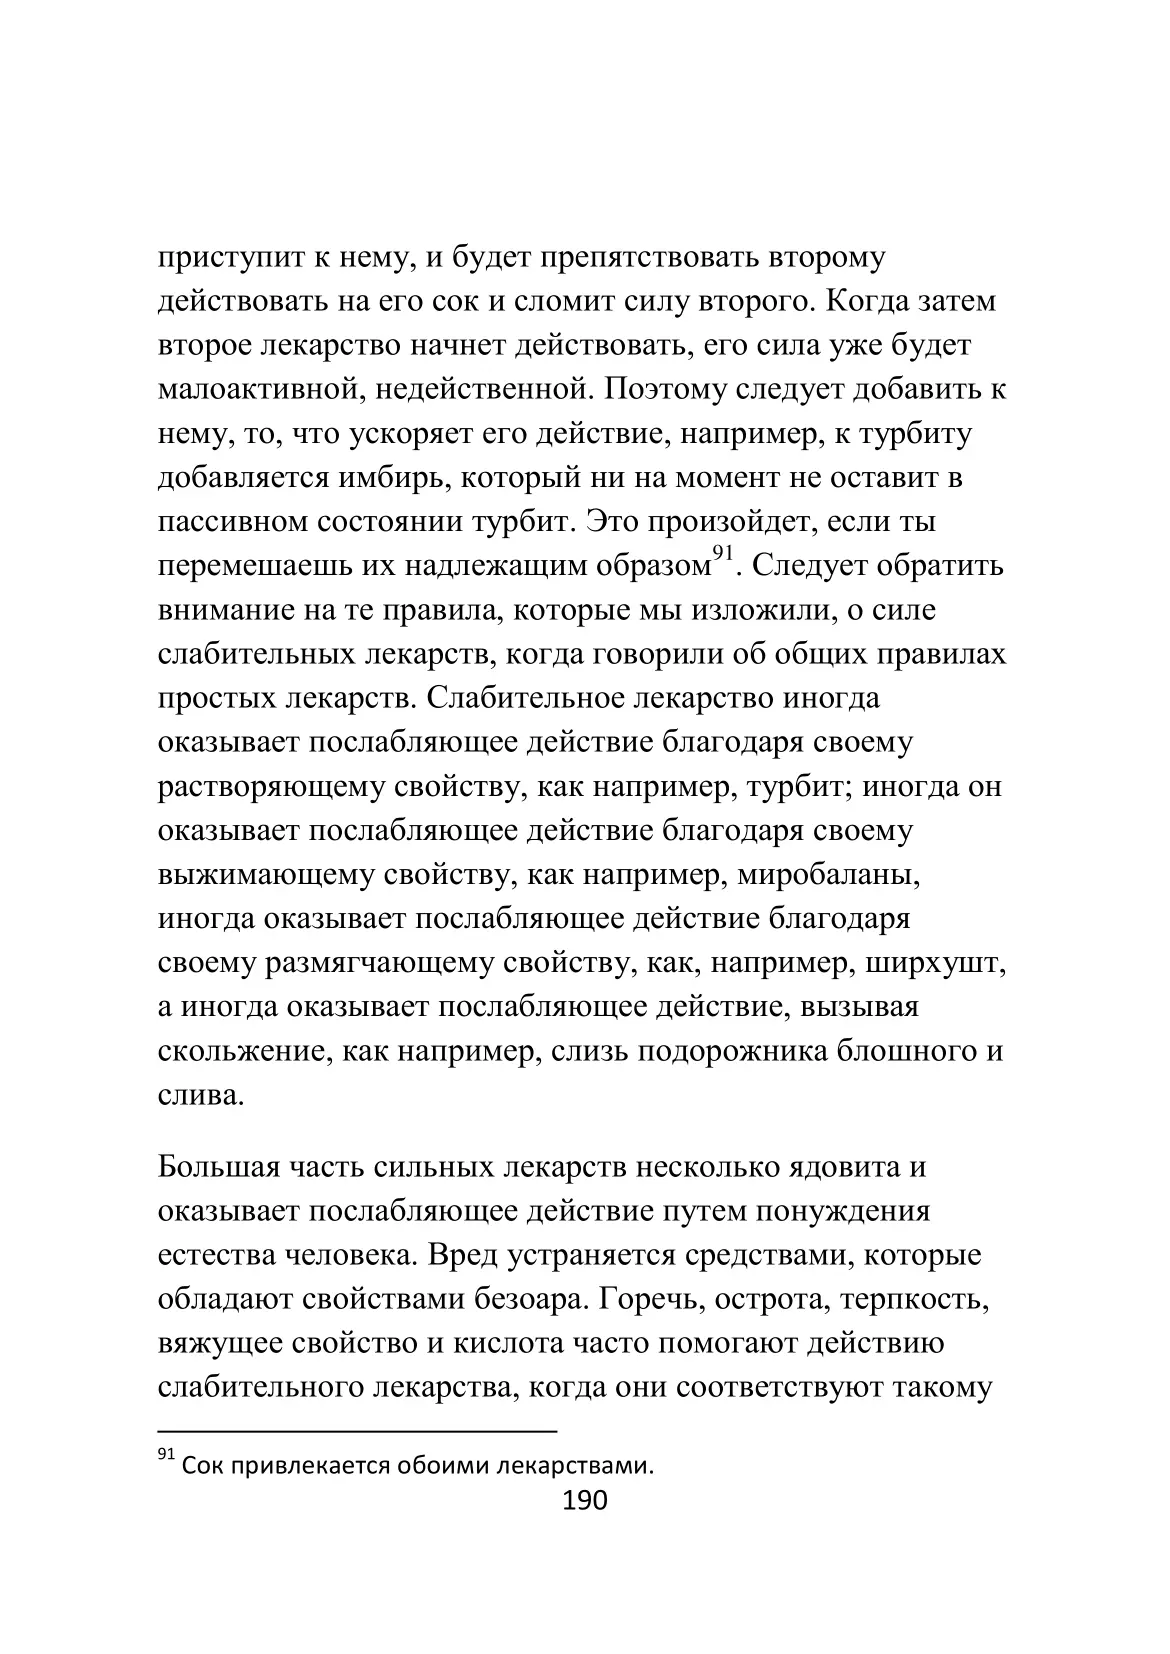 приступит к нему, и будет препятствовать второму
действовать на его сок и сломит силу второго. Когда затем
второе лекарство начнет действовать, его сила уже будет
малоактивной, недейственной. Поэтому следует добавить к
нему, то, что ускоряет его действие, например, к турбиту
добавляется имбирь, который ни на момент не оставит в
пассивном состоянии турбит. Это произойдет, если ты
перемешаешь их надлежащим образом91. Следует обратить
внимание на те правила, которые мы изложили, о силе
слабительных лекарств, когда говорили об общих правилах
простых лекарств. Слабительное лекарство иногда
оказывает послабляющее действие благодаря своему
растворяющему свойству, как например, турбит; иногда он
оказывает послабляющее действие благодаря своему
выжимающему свойству, как например, миробаланы,
иногда оказывает послабляющее действие благодаря
своему размягчающему свойству, как, например, ширхушт,
а иногда оказывает послабляющее действие, вызывая
скольжение, как например, слизь подорожника блошного и
слива.
Большая часть сильных лекарств несколько ядовита и
оказывает послабляющее действие путем понуждения
естества человека. Вред устраняется средствами, которые
обладают свойствами безоара. Горечь, острота, терпкость,
вяжущее свойство и кислота часто помогают действию
слабительного лекарства, когда они соответствуют такому
91 Сок привлекается обоими лекарствами.
190